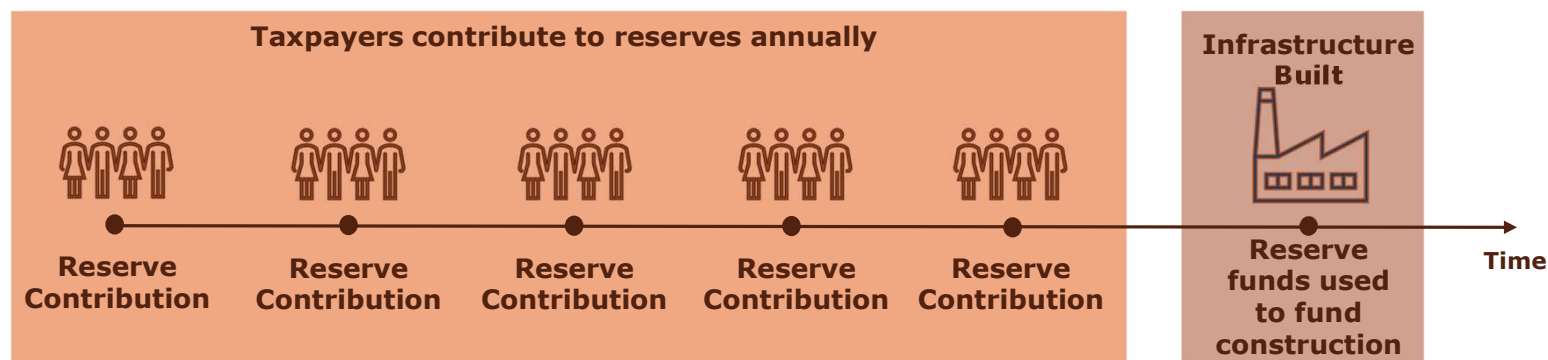 Taxpayers contribute to reserves annually
Infrastructure
Built
Reserve
Contribution
Reserve
Contribution
Reserve
Contribution
Reserve
Contribution
Reserve
Contribution
Reserve
funds used
to fund
construction
Time